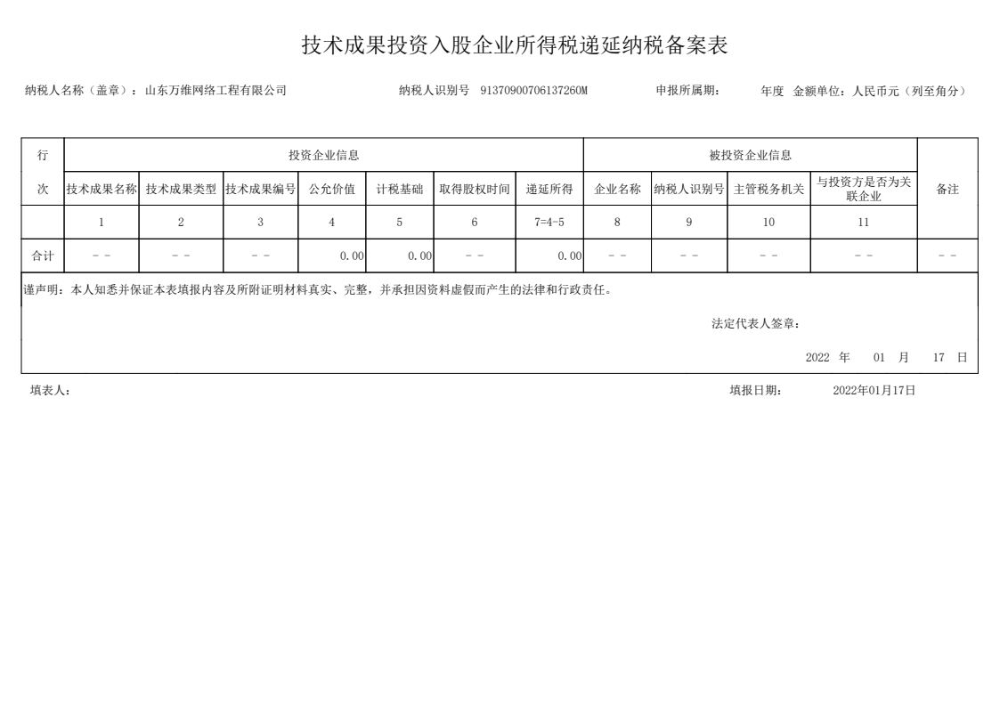 技术成果投资入股企业所得税递延纳税备案表
纳税人名称（盖章）：山东万维网络工程有限公司 纳税人识别号 91370900706137260M 申报所属期： 年度 金额单位：人民币元（列至角分）
行 投资企业信息 被投资企业信息
次 技术成果名称 技术成果类型 技术成果编号 公允价值 计税基础 取得股权时间 递延所得 企业名称 纳税人识别号 主管税务机关 与投资方是否为关
联企业 备注
1 2 3 4 5 6 7=4-5 8 9 10 11
合计 -- -- -- 0.00 0.00 -- 0.00 -- -- -- -- --
谨声明：本人知悉并保证本表填报内容及所附证明材料真实、完整，并承担因资料虚假而产生的法律和行政责任。
法定代表人签章：
2022 年 01 月 17 日
填表人： 填报日期： 2022年01月17日